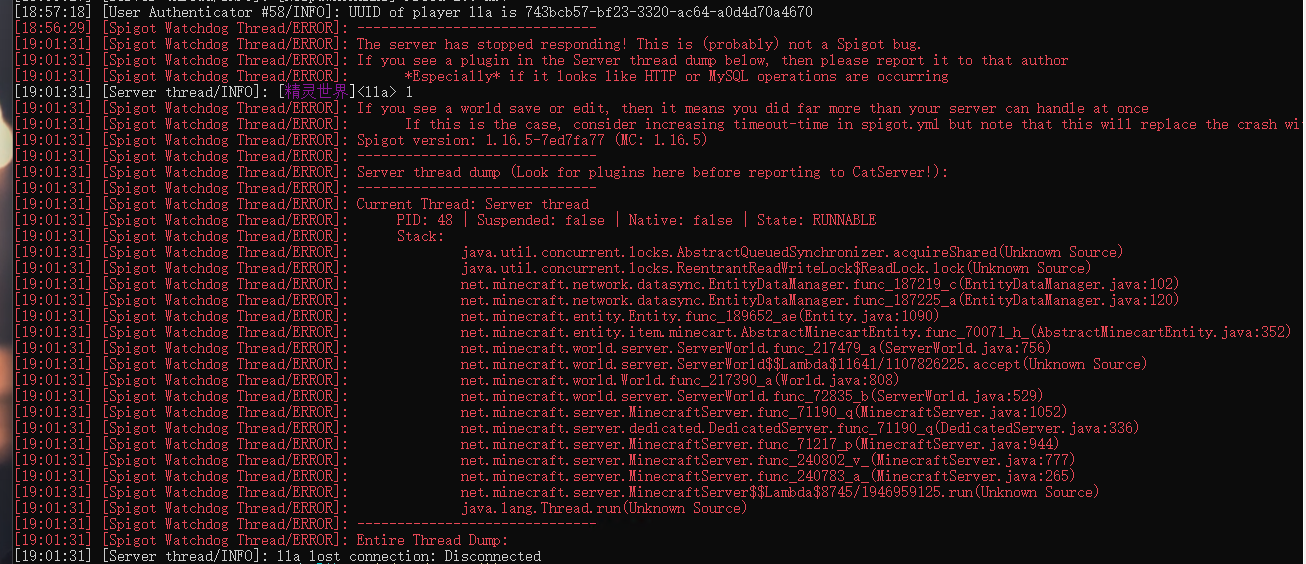 [18:57:18] [User Authenticator #58/INFO]: UUID of player lla is 743bcb57-bf23-3320-ac64-a0d4d70a4670
[18:56:29] [Spigot Watchdog Thread/ERROR]: ------------------------------
[19:01:31] [Spigot Watchdog Thread/ERROR]: The server has stopped responding! This is (probably) not a Spigot bug.
[19:01:31] [Spigot Watchdog Thread/ERROR]: If you see a plugin in the Server thread dump below, then please report it to that author
[19:01:31] [Spigot Watchdog Thread/ERROR]: *Especially* if it looks like HTTP or MySQL operations are occurring
[19:01:31] [Server thread/INFO]: [精灵世界]<lla> 1
[19:01:31] [Spigot Watchdog Thread/ERROR]: If you see a world save or edit, then it means you did far more than your server can handle at once
[19:01:31] [Spigot Watchdog Thread/ERROR]: If this is the case, consider increasing timeout-time in spigot.yml but note that this will replace the crash wi
[19:01:31] [Spigot Watchdog Thread/ERROR]: Spigot version: 1.16.5-7ed7fa77 (MC: 1.16.5)
[19:01:31] [Spigot Watchdog Thread/ERROR]: ------------------------------
[19:01:31] [Spigot Watchdog Thread/ERROR]: Server thread dump (Look for plugins here before reporting to CatServer!):
[19:01:31] [Spigot Watchdog Thread/ERROR]: ------------------------------
[19:01:31] [Spigot Watchdog Thread/ERROR]: Current Thread: Server thread
[19:01:31] [Spigot Watchdog Thread/ERROR]: PID: 48 | Suspended: false | Native: false | State: RUNNABLE
[19:01:31] [Spigot Watchdog Thread/ERROR]: Stack:
[19:01:31] [Spigot Watchdog Thread/ERROR]: java.util.concurrent.locks.AbstractQueuedSynchronizer.acquireShared(Unknown Source)
[19:01:31] [Spigot Watchdog Thread/ERROR]: java.util.concurrent.locks.ReentrantReadWriteLock$ReadLock.lock(Unknown Source)
[19:01:31] [Spigot Watchdog Thread/ERROR]: net.minecraft.network.datasync.EntityDataManager.func_187219_c(EntityDataManager.java:102)
[19:01:31] [Spigot Watchdog Thread/ERROR]: net.minecraft.network.datasync.EntityDataManager.func_187225_a(EntityDataManager.java:120)
[19:01:31] [Spigot Watchdog Thread/ERROR]: net.minecraft.entity.Entity.func_189652_ae(Entity.java:1090)
[19:01:31] [Spigot Watchdog Thread/ERROR]: net.minecraft.entity.item.minecart.AbstractMinecartEntity.func_70071_h_(AbstractMinecartEntity.java:352)
[19:01:31] [Spigot Watchdog Thread/ERROR]: net.minecraft.world.server.ServerWorld.func_217479_a(ServerWorld.java:756)
[19:01:31] [Spigot Watchdog Thread/ERROR]: net.minecraft.world.server.ServerWorld$$Lambda$11641/1107826225.accept(Unknown Source)
[19:01:31] [Spigot Watchdog Thread/ERROR]: net.minecraft.world.World.func_217390_a(World.java:808)
[19:01:31] [Spigot Watchdog Thread/ERROR]: net.minecraft.world.server.ServerWorld.func_72835_b(ServerWorld.java:529)
[19:01:31] [Spigot Watchdog Thread/ERROR]: net.minecraft.server.MinecraftServer.func_71190_q(MinecraftServer.java:1052)
[19:01:31] [Spigot Watchdog Thread/ERROR]: net.minecraft.server.dedicated.DedicatedServer.func_71190_q(DedicatedServer.java:336)
[19:01:31] [Spigot Watchdog Thread/ERROR]: net.minecraft.server.MinecraftServer.func_71217_p(MinecraftServer.java:944)
[19:01:31] [Spigot Watchdog Thread/ERROR]: net.minecraft.server.MinecraftServer.func_240802_v_(MinecraftServer.java:777)
[19:01:31] [Spigot Watchdog Thread/ERROR]: net.minecraft.server.MinecraftServer.func_240783_a_(MinecraftServer.java:265)
[19:01:31] [Spigot Watchdog Thread/ERROR]: net.minecraft.server.MinecraftServer$$Lambda$8745/1946959125.run(Unknown Source)
[19:01:31] [Spigot Watchdog Thread/ERROR]: java.lang.Thread.run(Unknown Source)
[19:01:31] [Spigot Watchdog Thread/ERROR]: ------------------------------
[19:01:31] [Spigot Watchdog Thread/ERROR]: Entire Thread Dump:
[19:01:31] [Server thread/INFO]: lla lost connection: Disconnected